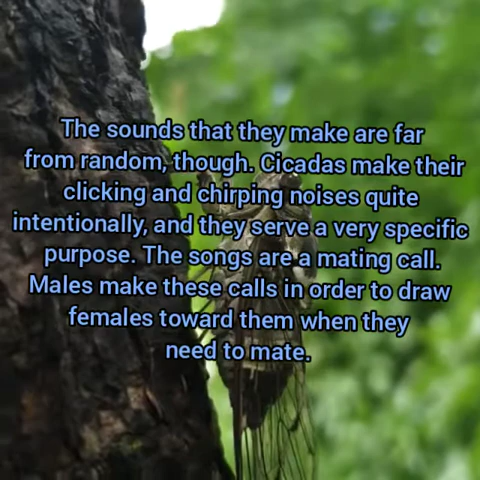 The sounds that they make are far
from random, though. Cicadas make their
clicking and chirping noises quite
intentionally, and they serve a very specific
purpose. The songs are a mating call.
Males make these calls in order to draw
females toward them when they
need to mate.